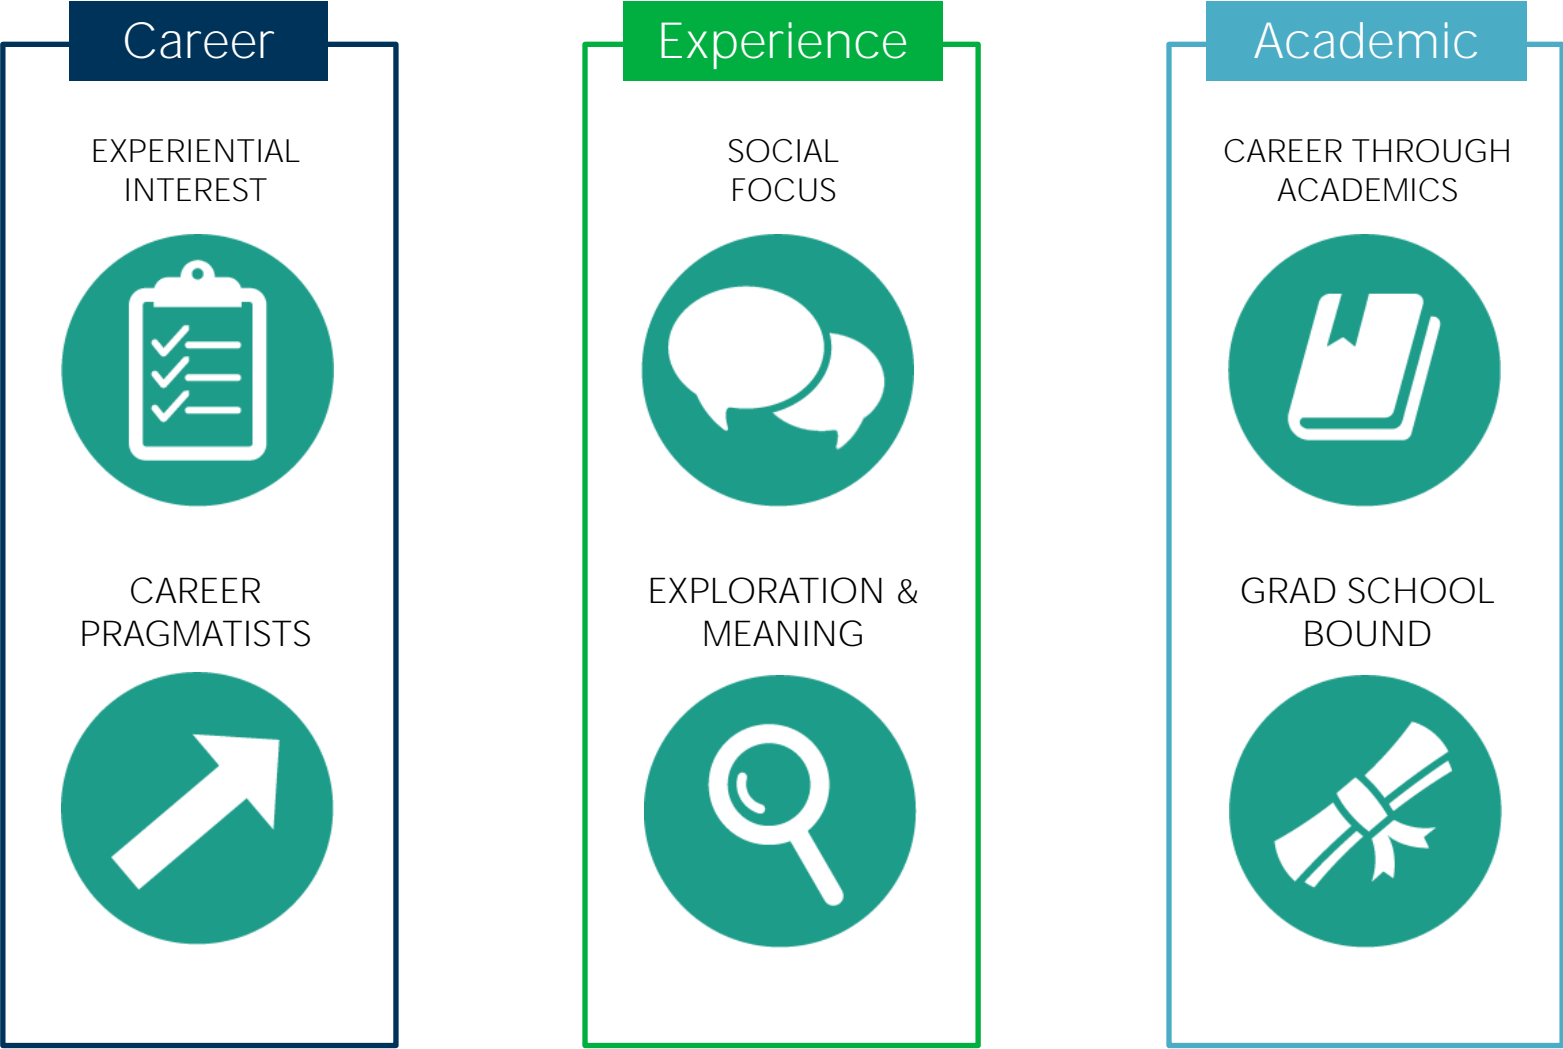 Career
EXPERIENTIAL
INTEREST
CAREER
PRAGMATISTS
Experience
SOCIAL
FOCUS
EXPLORATION &
MEANING
Academic
CAREER THROUGH
ACADEMICS
GRAD SCHOOL
BOUND